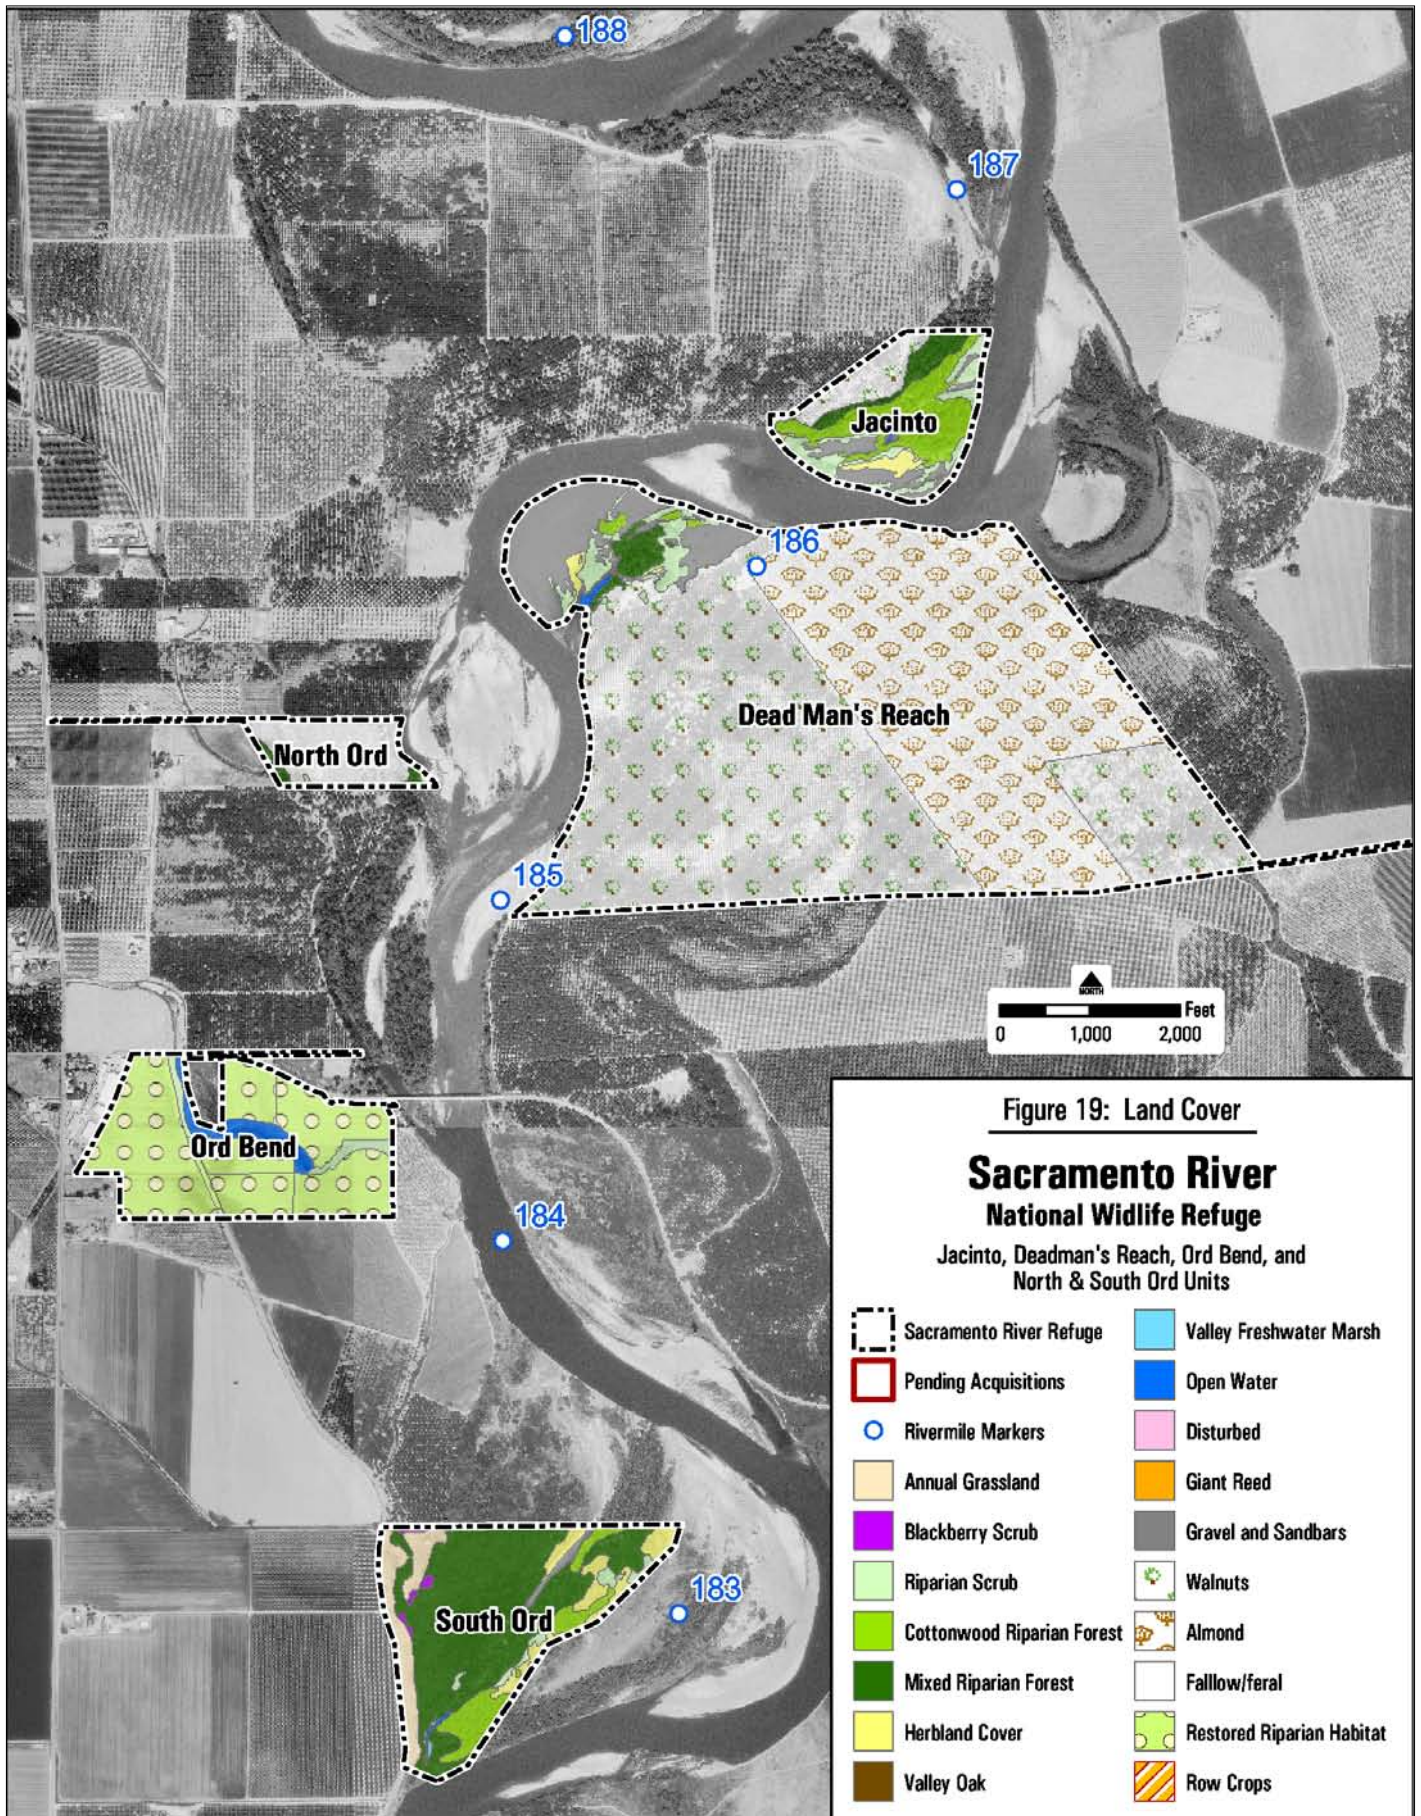 188
187
Jacinto
186
Dead Man's Reach
North Ord
185
NORTH
Feet
0 1,000 2,000
Ord Bend
184
South Ord
183
Figure 19: Land Cover
Sacramento River
National Widlife Refuge
Jacinto, Deadman's Reach, Ord Bend, and
North & South Ord Units
Sacramento River Refuge
Pending Acquisitions
Rivermile Markers
Annual Grassland
Blackberry Scrub
Riparian Scrub
Cottonwood Riparian Forest
Mixed Riparian Forest
Herbland Cover
Valley Oak
Valley Freshwater Marsh
Open Water
Disturbed
Giant Reed
Gravel and Sandbars
Walnuts
Almond
Falllow/feral
Restored Riparian Habitat
Row Crops